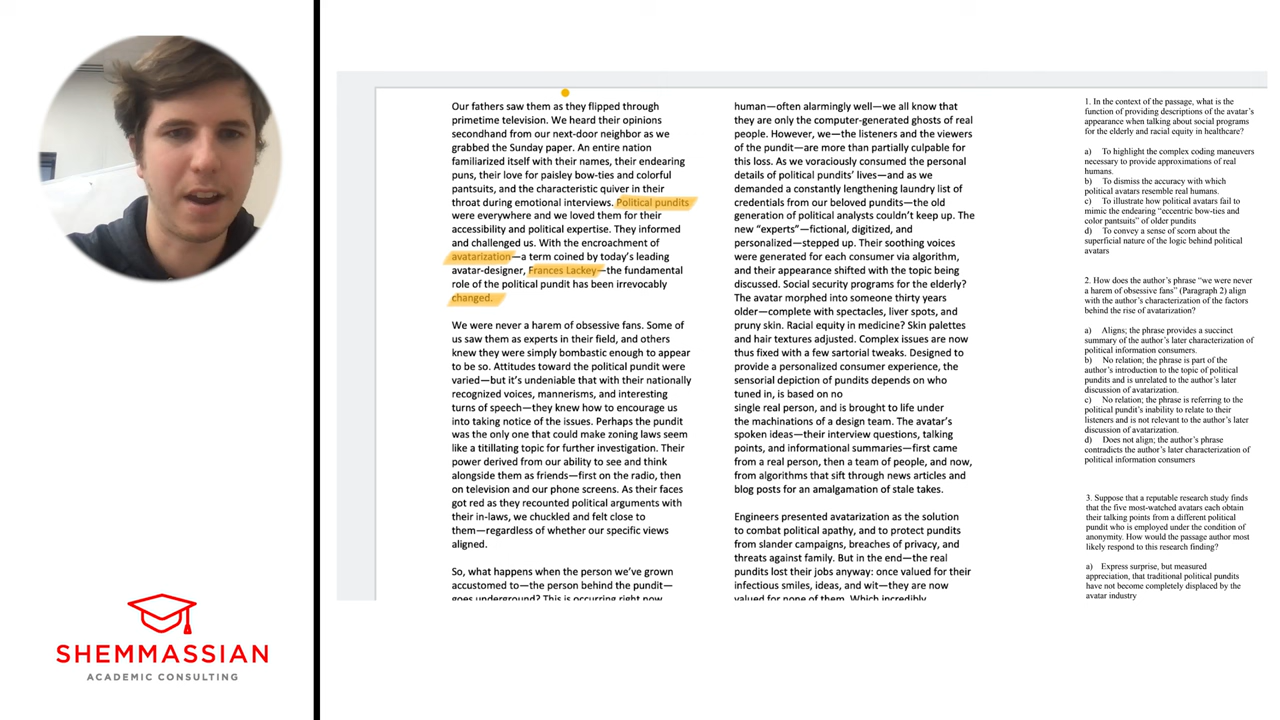 Our fathers saw them as they flipped through
primetime television. We heard their opinions
secondhand from our next-door neighbor as we
grabbed the Sunday paper. An entire nation
familiarized itself with their names, their endearing
puns, their love for paisley bow-ties and colorful
pantsuits, and the characteristic quiver in their
throat during emotional interviews. Political pundits
were everywhere and we loved them for their
accessibility and political expertise. They informed
and challenged us. With the encroachment of
avatarization—a term coined by today's leading
avatar-designer, Frances Lackey—the fundamental
role of the political pundit has been irrevocably
changed.
We were never a harem of obsessive fans. Some of
us saw them as experts in their field, and others
knew they were simply bombastic enough to appear
to be so. Attitudes toward the political pundit were
varied—but it's undeniable that with their nationally
recognized voices, mannerisms, and interesting
turns of speech—they knew how to encourage us
into taking notice of the issues. Perhaps the pundit
was the only one that could make zoning laws seem
like a titillating topic for further investigation. Their
power derived from our ability to see and think
alongside them as friends—first on the radio, then
on television and our phone screens. As their faces
got red as they recounted political arguments with
their in-laws, we chuckled and felt close to
them—regardless of whether our specific views
aligned.
So, what happens when the person we've grown
accustomed to—the person behind the pundit—
goes underground? This is occurring right now
human—often alarmingly well—we all know that
they are only the computer-generated ghosts of real
people. However, we—the listeners and the viewers
of the pundit—are more than partially culpable for
this loss. As we voraciously consumed the personal
details of political pundits' lives—and as we
demanded a constantly lengthening laundry list of
credentials from our beloved pundits—the old
generation of political analysts couldn't keep up. The
new “experts”—fictional, digitized, and
personalized—stepped up. Their soothing voices
were generated for each consumer via algorithm,
and their appearance shifted with the topic being
discussed. Social security programs for the elderly?
The avatar morphed into someone thirty years
older—complete with spectacles, liver spots, and
pruny skin. Racial equity in medicine? Skin palettes
and hair textures adjusted. Complex issues are now
thus fixed with a few sartorial tweaks. Designed to
provide a personalized consumer experience, the
sensorial depiction of pundits depends on who
tuned in, is based on no
single real person, and is brought to life under
the machinations of a design team. The avatar's
spoken ideas—their interview questions, talking
points, and informational summaries—first came
from a real person, then a team of people, and now,
from algorithms that sift through news articles and
blog posts for an amalgamation of stale takes.
Engineers presented avatarization as the solution
to combat political apathy, and to protect pundits
from slander campaigns, breaches of privacy, and
threats against family. But in the end—the real
pundits lost their jobs anyway: once valued for their
infectious smiles, ideas, and wit—they are now
valued for none of them. Which incredibly
1. In the context of the passage, what is the
function of providing descriptions of the avatar's
appearance when talking about social programs
for the elderly and racial equity in healthcare?
a) To highlight the complex coding maneuvers
necessary to provide approximations of real
humans.
b) To dismiss the accuracy with which
political avatars resemble real humans.
c) To illustrate how political avatars fail to
mimic the endearing “eccentric bow-ties and
color pantsuits” of older pundits
d) To convey a sense of scorn about the
superficial nature of the logic behind political
avatars
2. How does the author's phrase “we were never
a harem of obsessive fans” (Paragraph 2) align
with the author's characterization of the factors
behind the rise of avatarization?
a) Aligns; the phrase provides a succinct
summary of the author's later characterization of
political information consumers.
b) No relation; the phrase is part of the
author's introduction to the topic of political
pundits and is unrelated to the author's later
discussion of avatarization.
c) No relation; the phrase is referring to the
political pundit's inability to relate to their
listeners and is not relevant to the author's later
discussion of avatarization.
d) Does not align; the author's phrase
contradicts the author's later characterization of
political information consumers
3. Suppose that a reputable research study finds
that the five most-watched avatars each obtain
their talking points from a different political
pundit who is employed under the condition of
anonymity. How would the passage author most
likely respond to this research finding?
a) Express surprise, but measured
appreciation, that traditional political pundits
have not become completely displaced by the
avatar industry
SHEMMASSIAN
ACADEMIC CONSULTING